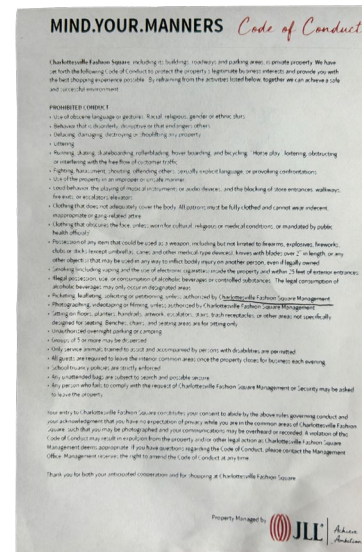 MIND.YOUR.MANNERS Code of Conduct
Charlottesville Fashion Square, including its buildings, roadways and parking areas, is private property. We have
set forth the following Code of Conduct to protect the property's legitimate business interests and provide you with
the best shopping experience possible. By refraining from the activities listed below, together we can achieve a safe
and successful environment.
PROHIBITED CONDUCT
• Use of obscene language or gestures. Racial, religious, gender or ethnic slurs
• Behavior that is disorderly, disruptive or that endangers others
• Defacing, damaging, destroying or shoplifting any property
• Littering
• Running, skating, skateboarding, rollerblading, hover boarding, and bicycling. Horse play, loitering, obstructing
or interfering with the free flow of customer traffic
• Fighting, harassment, shouting, offending others, sexually explicit language, or provoking confrontations
• Use of the property in an improper or unsafe manner
• Loud behavior, the playing of musical instruments or audio devices, and the blocking of store entrances, walkways,
fire exits, or escalators/elevators
• Clothing that does not adequately cover the body. All patrons must be fully clothed and cannot wear indecent,
inappropriate or gang-related attire
• Clothing that obscures the face, unless worn for cultural, religious, or medical conditions, or mandated by public
health officials
• Possession of any item that could be used as a weapon, including but not limited to firearms, explosives, fireworks,
clubs or sticks (except umbrellas, canes and other medical type devices), knives with blades over 2" in length, or any
other object that may be used in any way to inflict bodily injury on another person, even if legally owned
• Smoking (including vaping and the use of electronic cigarettes) inside the property and within 25 feet of exterior entrances
• Illegal possession, use, or consumption of alcoholic beverages or controlled substances. The legal consumption of
alcoholic beverages may only occur in designated areas
• Picketing, leafleting, soliciting or petitioning, unless authorized by Charlottesville Fashion Square Management
• Photographing, videotaping or filming, unless authorized by Charlottesville Fashion Square Management
• Sitting on floors, planters, handrails, artwork, escalators, stairs, trash receptacles, or other areas not specifically
designed for seating. Benches, chairs, and seating areas are for sitting only
• Unauthorized overnight parking or camping
• Groups of 5 or more may be dispersed
• Only service animals trained to assist and accompanied by persons with disabilities are permitted
• All guests are required to leave the interior common areas once the property closes for business each evening
• School truancy policies are strictly enforced
• Any unattended bags are subject to search and possible seizure
• Any person who fails to comply with the request of Charlottesville Fashion Square Management or Security may be asked
to leave the property
Your entry to Charlottesville Fashion Square constitutes your consent to abide by the above rules governing conduct and
your acknowledgment that you have no expectation of privacy while you are in the common areas of Charlottesville Fashion
Square, such that you may be photographed and your communications may be overheard or recorded. A violation of this
Code of Conduct may result in expulsion from the property and/or other legal action as Charlottesville Fashion Square
Management deems appropriate. If you have questions regarding the Code of Conduct, please contact the Management
Office. Management reserves the right to amend the Code of Conduct at any time.
Thank you for both your anticipated cooperation and for shopping at Charlottesville Fashion Square
Property Managed by JLL
Achieve
Ambitions